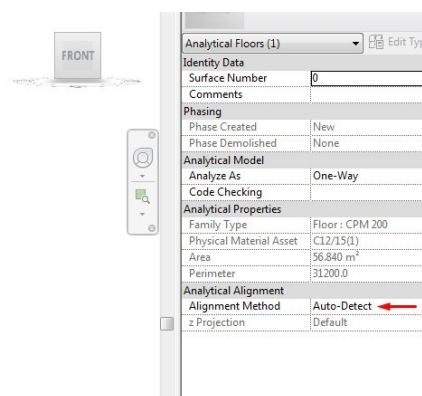 FRONT
Analytical Floors (1) Edit Typ
Identity Data
Surface Number 0
Comments
Phasing
Phase Created New
Phase Demolished None
Analytical Model
Analyze As One-Way
Code Checking
Analytical Properties
Family Type Floor : CPM 200
Physical Material Asset C12/15(1)
Area 56.840 m²
Perimeter 31200.0
Analytical Alignment
Alignment Method Auto-Detect
z Projection Default